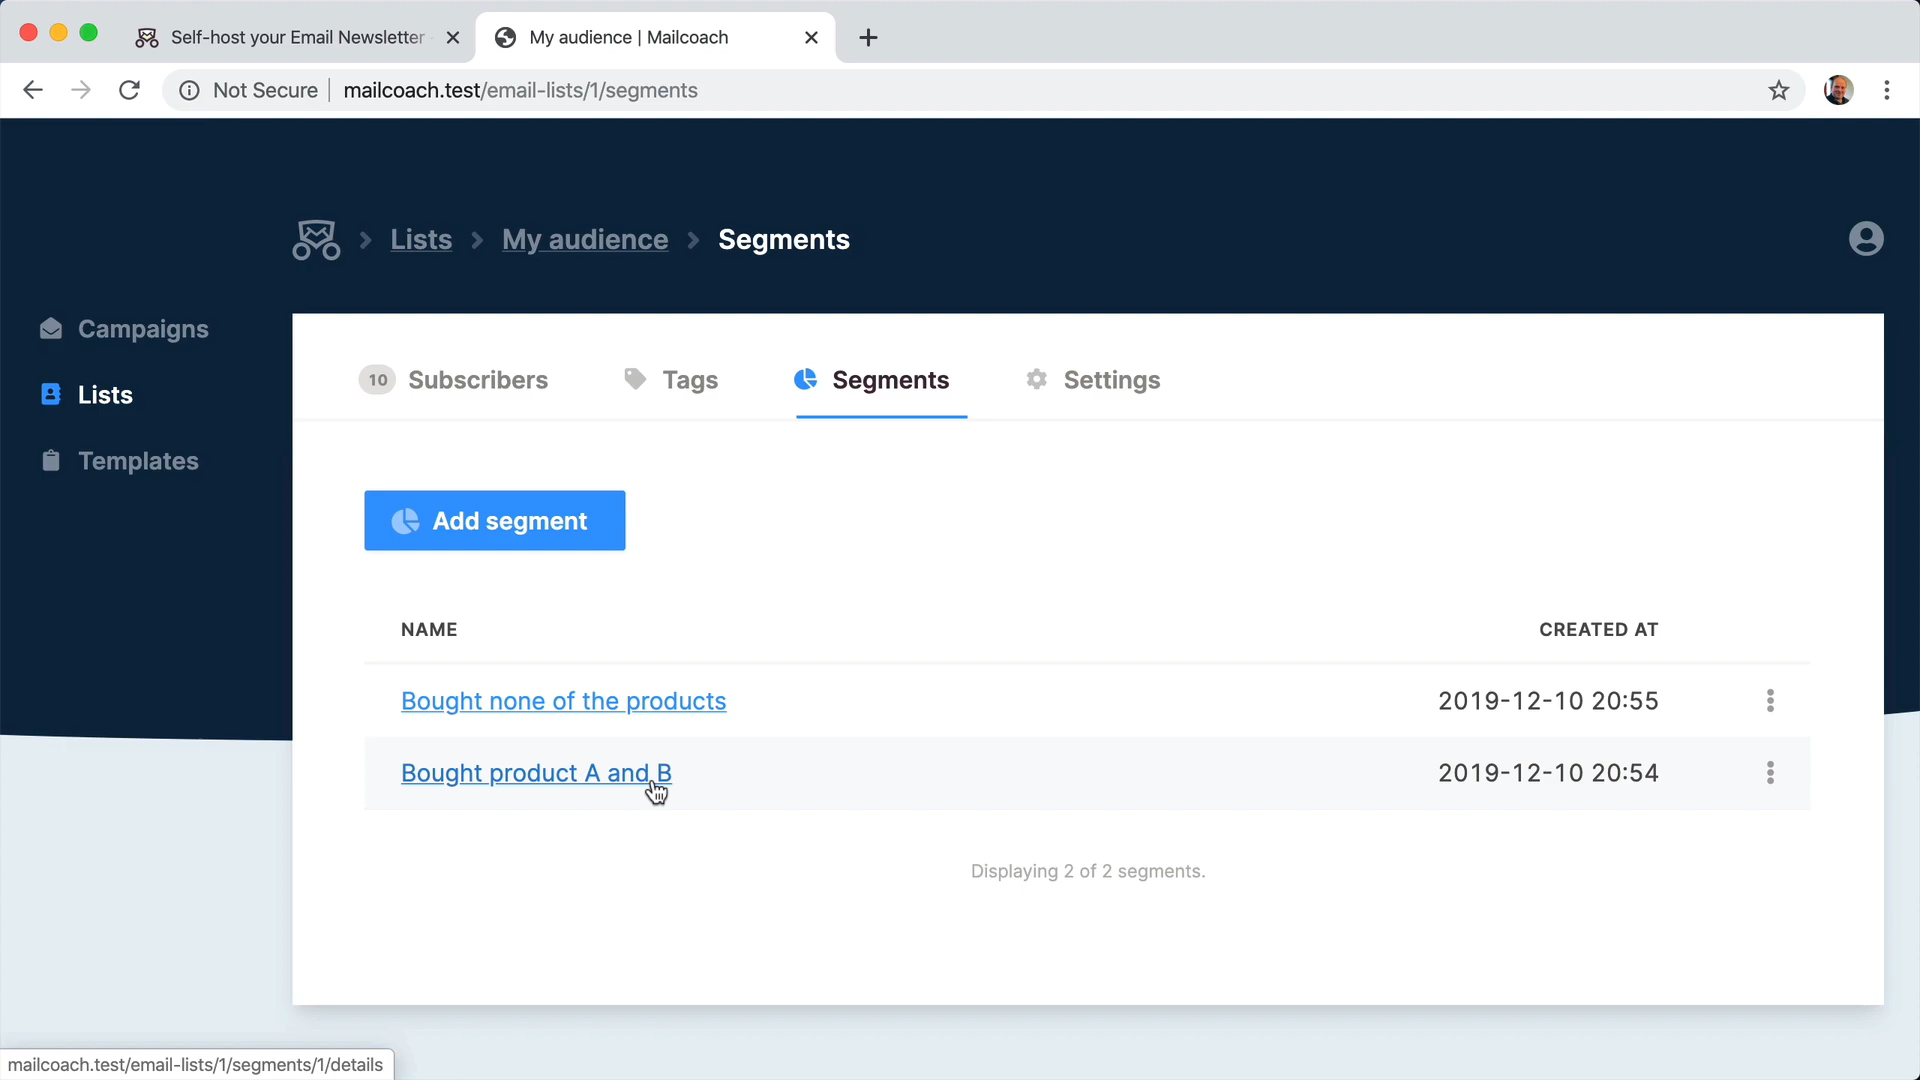 Self-host your Email Newsletter
My audience | Mailcoach
Not Secure
mailcoach.test/email-lists/1/segments
Lists
My audience
Segments
Campaigns
Lists
Templates
10 Subscribers
Tags
Segments
Settings
Add segment
NAME
CREATED AT
Bought none of the products
2019-12-10 20:55
Bought product A and B
2019-12-10 20:54
Displaying 2 of 2 segments.
mailcoach.test/email-lists/1/segments/1/details